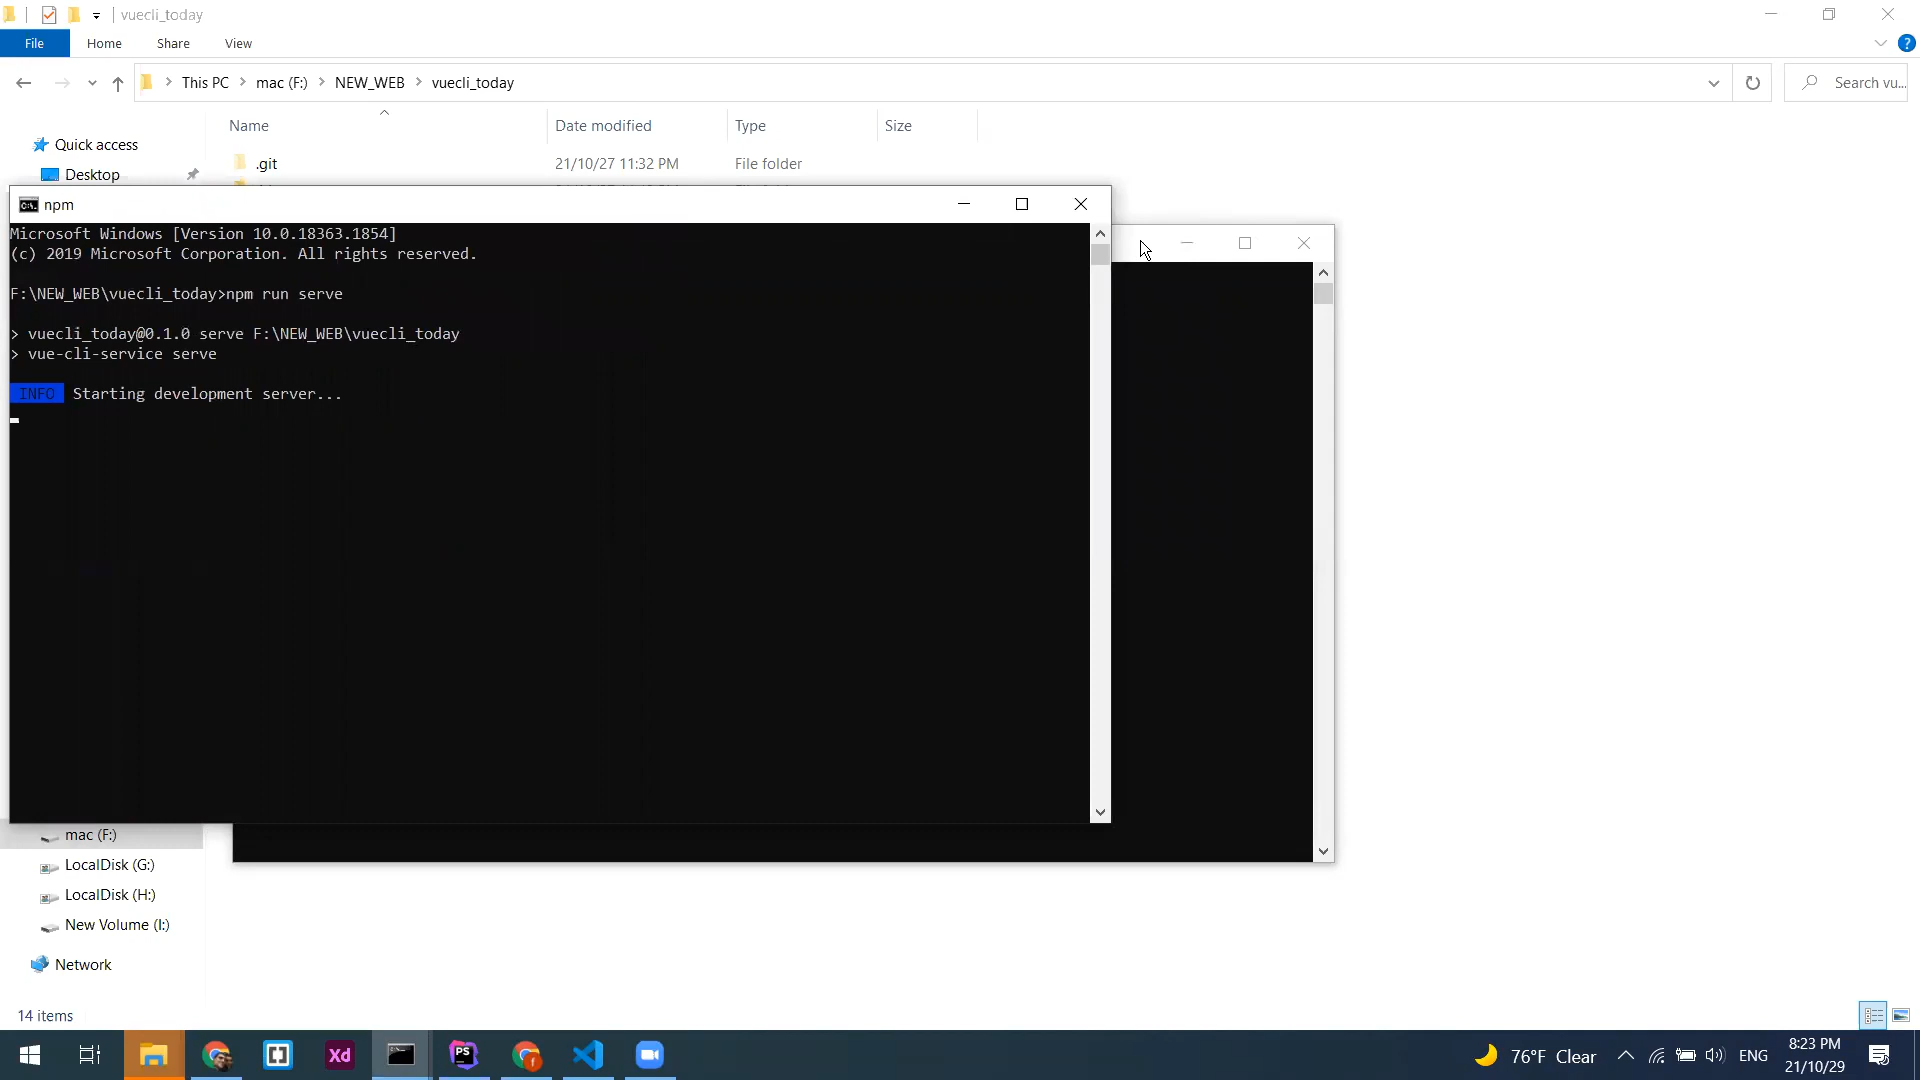 vuecli_today
File Home Share View
This PC > mac (F:) > NEW_WEB > vuecli_today
Search vu...
Name Date modified Type Size
Quick access
.git 21/10/27 11:32 PM File folder
Desktop
npm
Microsoft Windows [Version 10.0.18363.1854]
(c) 2019 Microsoft Corporation. All rights reserved.
F:\NEW_WEB\vuecli_today>npm run serve
> vuecli_today@0.1.0 serve F:\NEW_WEB\vuecli_today
> vue-cli-service serve
INFO Starting development server...
mac (F:)
LocalDisk (G:)
LocalDisk (H:)
New Volume (I:)
Network
14 items
Xd
PS
76°F Clear
ENG
8:23 PM
21/10/29